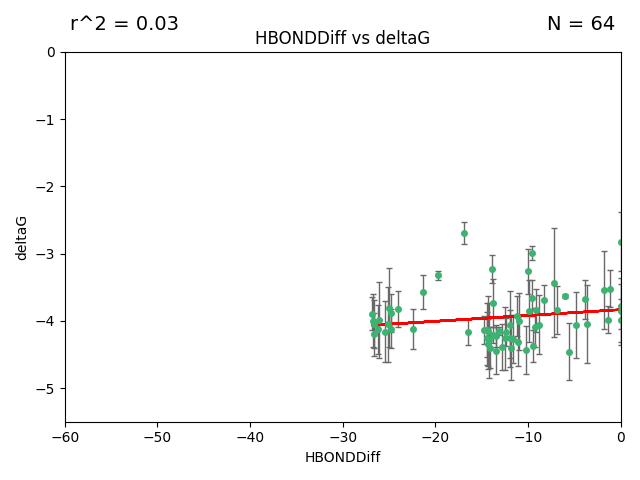 r^2 = 0.03
N = 64
HBONDDiff vs deltaG
0
−1
−2
−3
−4
−5
deltaG
−60 −50 −40 −30 −20 −10 0
HBONDDiff